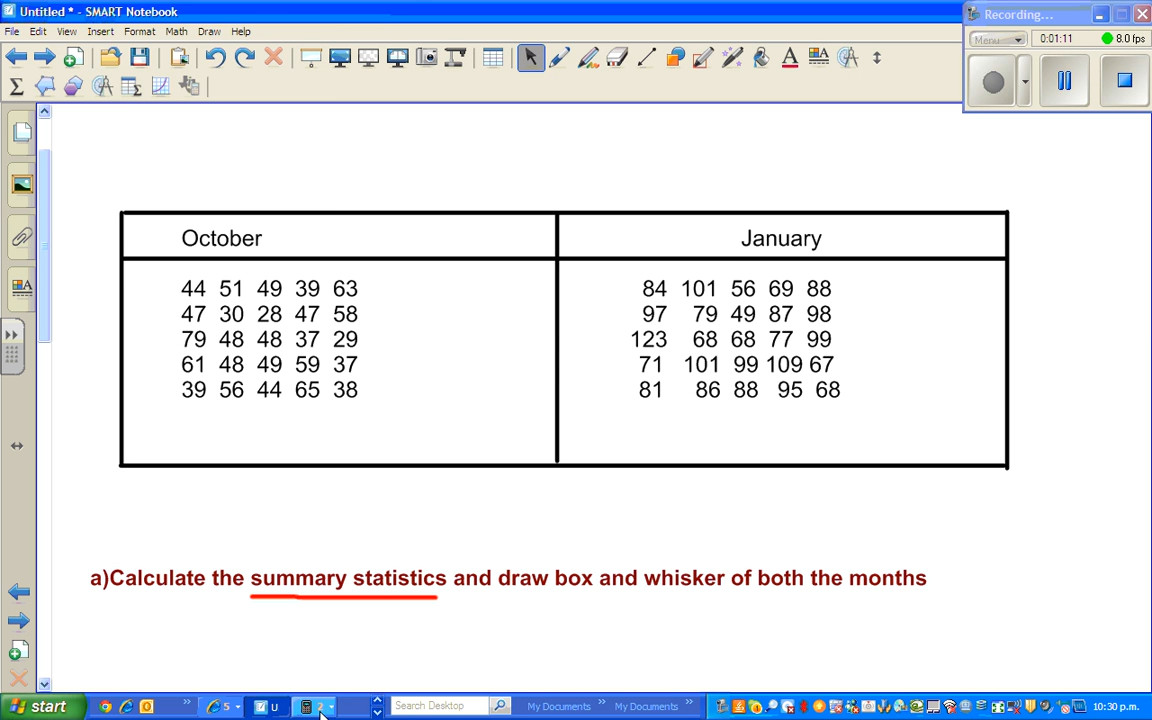 Untitled * - SMART Notebook
Recording...
File Edit View Insert Format Math Draw Help
Menu
0:01:11
8.0 fps
October
January
44 51 49 39 63
84 101 56 69 88
47 30 28 47 58
97 79 49 87 98
79 48 48 37 29
123 68 68 77 99
61 48 49 59 37
71 101 99 109 67
39 56 44 65 38
81 86 88 95 68
a)Calculate the summary statistics and draw box and whisker of both the months
start
5
U
2
Search Desktop
My Documents
My Documents
10:30 p.m.